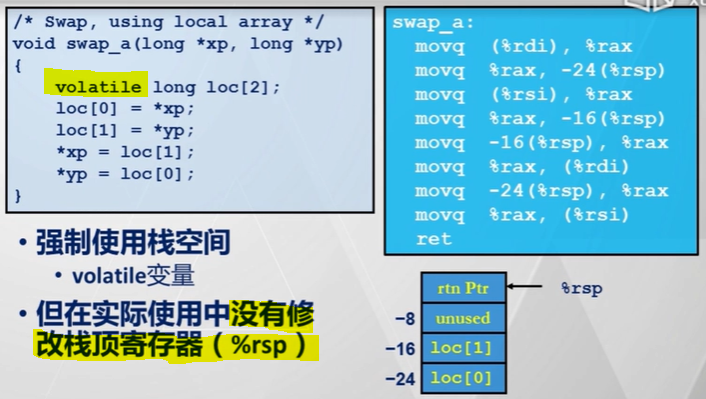 /* Swap, using local array */
void swap_a(long *xp, long *yp)
{
volatile long loc[2];
loc[0] = *xp;
loc[1] = *yp;
*xp = loc[1];
*yp = loc[0];
}
swap_a:
movq (%rdi), %rax
movq %rax, -24(%rsp)
movq (%rsi), %rax
movq %rax, -16(%rsp)
movq -16(%rsp), %rax
movq %rax, (%rdi)
movq -24(%rsp), %rax
movq %rax, (%rsi)
ret
• 强制使用栈空间
• volatile变量
• 但在实际使用中没有修
改栈顶寄存器（%rsp）
rtn Ptr %rsp
-8 unused
-16 loc[1]
-24 loc[0]